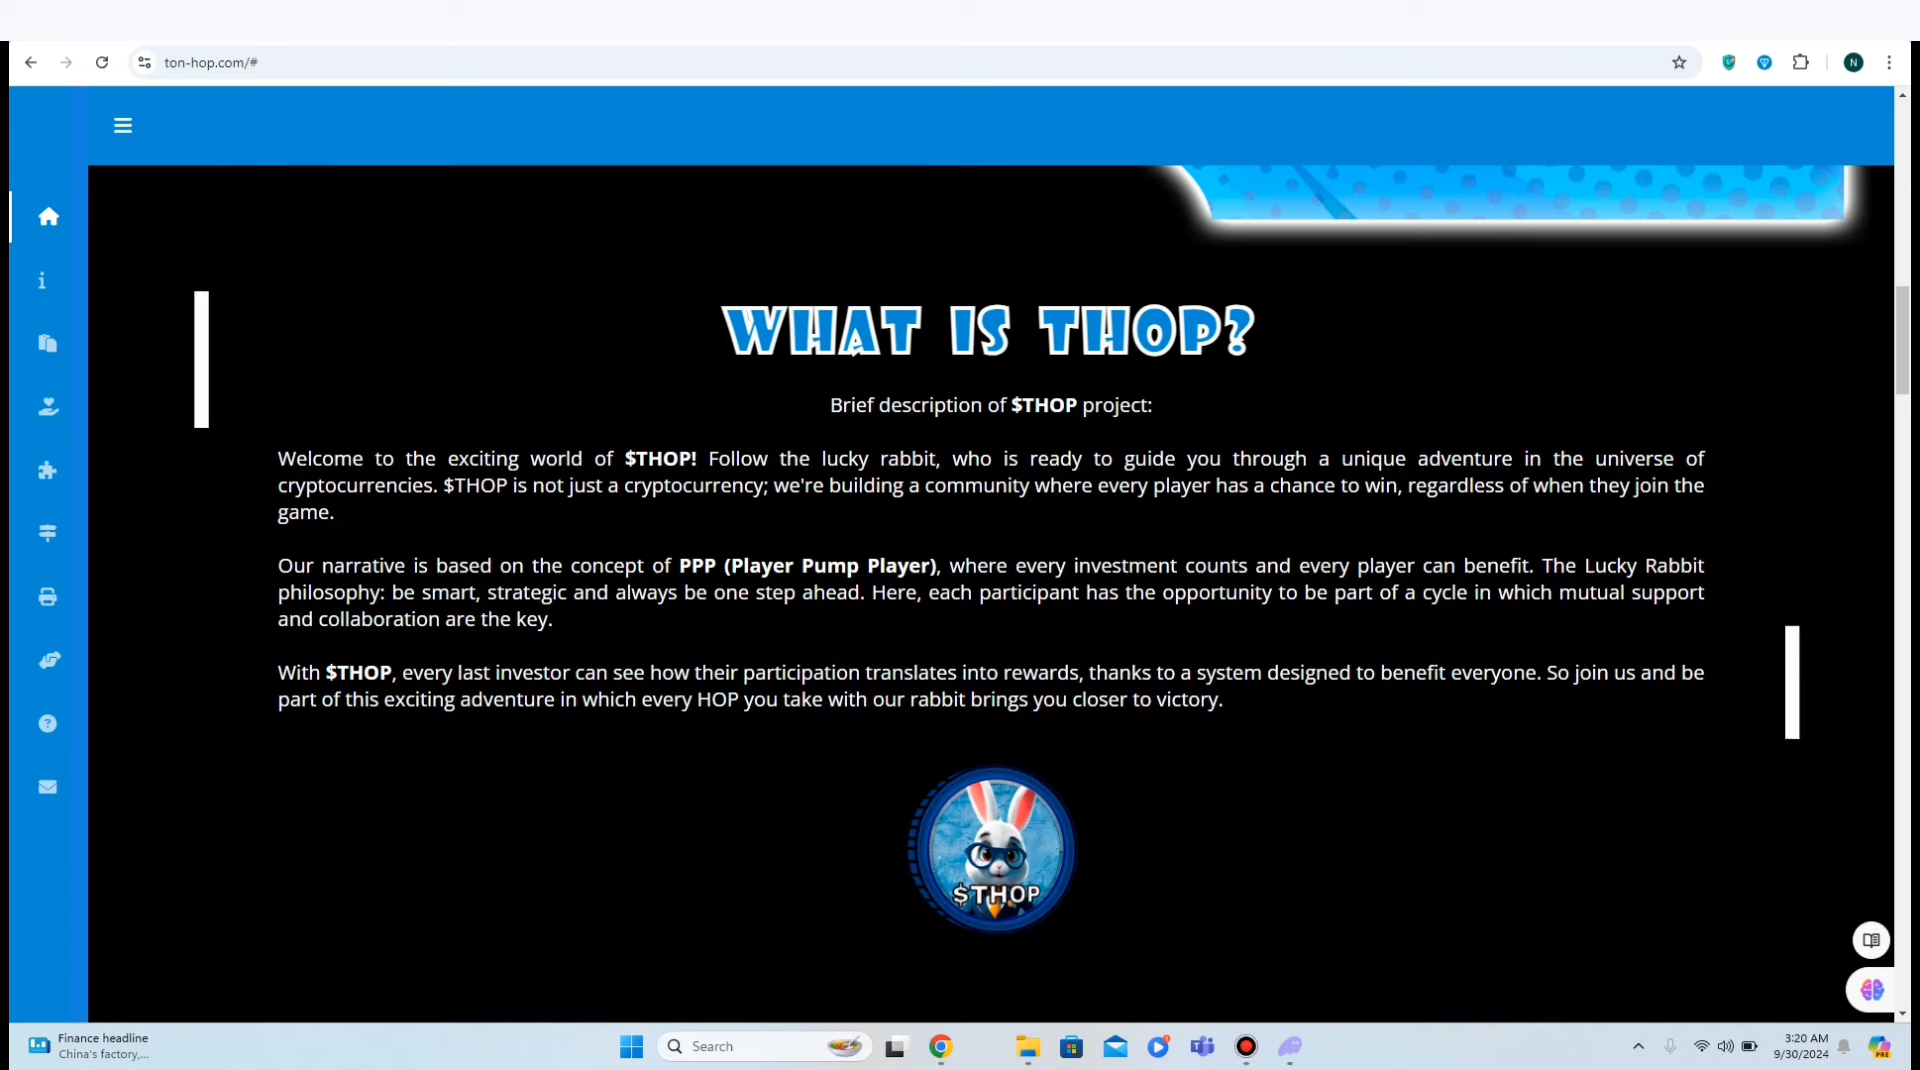 ton-hop.com/#
N
WHAT IS THOP?
Brief description of $THOP project:
Welcome to the exciting world of $THOP! Follow the lucky rabbit, who is ready to guide you through a unique adventure in the universe of
cryptocurrencies. $THOP is not just a cryptocurrency; we're building a community where every player has a chance to win, regardless of when they join the
game.
Our narrative is based on the concept of PPP (Player Pump Player), where every investment counts and every player can benefit. The Lucky Rabbit
philosophy: be smart, strategic and always be one step ahead. Here, each participant has the opportunity to be part of a cycle in which mutual support
and collaboration are the key.
With $THOP, every last investor can see how their participation translates into rewards, thanks to a system designed to benefit everyone. So join us and be
part of this exciting adventure in which every HOP you take with our rabbit brings you closer to victory.
$THOP
Finance headline
China's factory,...
Search
3:20 AM
9/30/2024
PRE